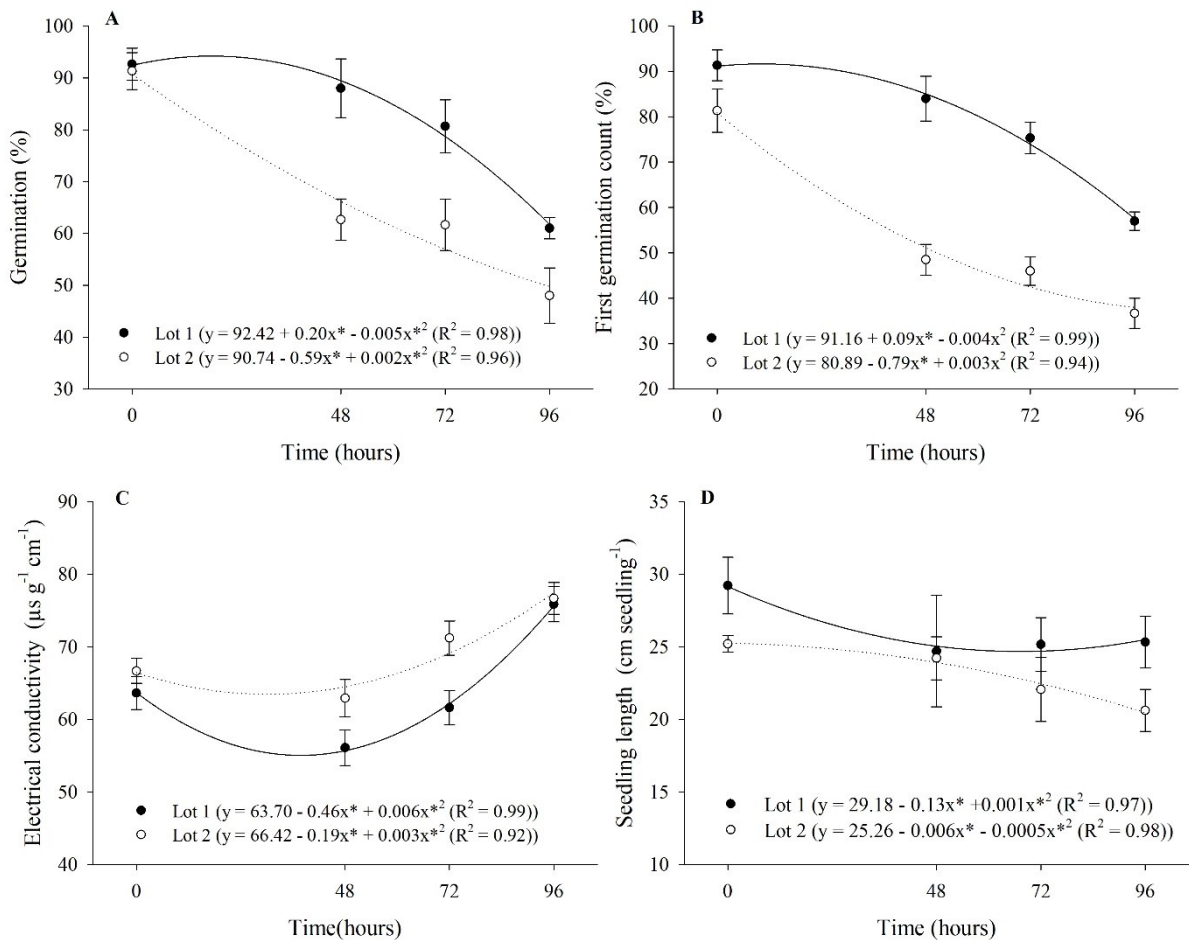 A
Germination (%)
100
90
80
70
60
50
40
30
Lot 1 (y = 92.42 + 0.20x* - 0.005x*² (R² = 0.98))
Lot 2 (y = 90.74 - 0.59x* + 0.002x*² (R² = 0.96))
0 48 72 96
Time (hours)
B
First germination count (%)
100
90
80
70
60
50
40
30
20
Lot 1 (y = 91.16 + 0.09x* - 0.004x² (R² = 0.99))
Lot 2 (y = 80.89 - 0.79x* + 0.003x² (R² = 0.94))
0 48 72 96
Time (hours)
C
Electrical conductivity (µs g⁻¹ cm⁻¹)
90
80
70
60
50
40
Lot 1 (y = 63.70 - 0.46x* + 0.006x*² (R² = 0.99))
Lot 2 (y = 66.42 - 0.19x* + 0.003x*² (R² = 0.92))
0 48 72 96
Time(hours)
D
Seedling length (cm seedling⁻¹)
35
30
25
20
15
10
Lot 1 (y = 29.18 - 0.13x* +0.001x*² (R² = 0.97))
Lot 2 (y = 25.26 - 0.006x* - 0.0005x*² (R² = 0.98))
0 48 72 96
Time (hours)